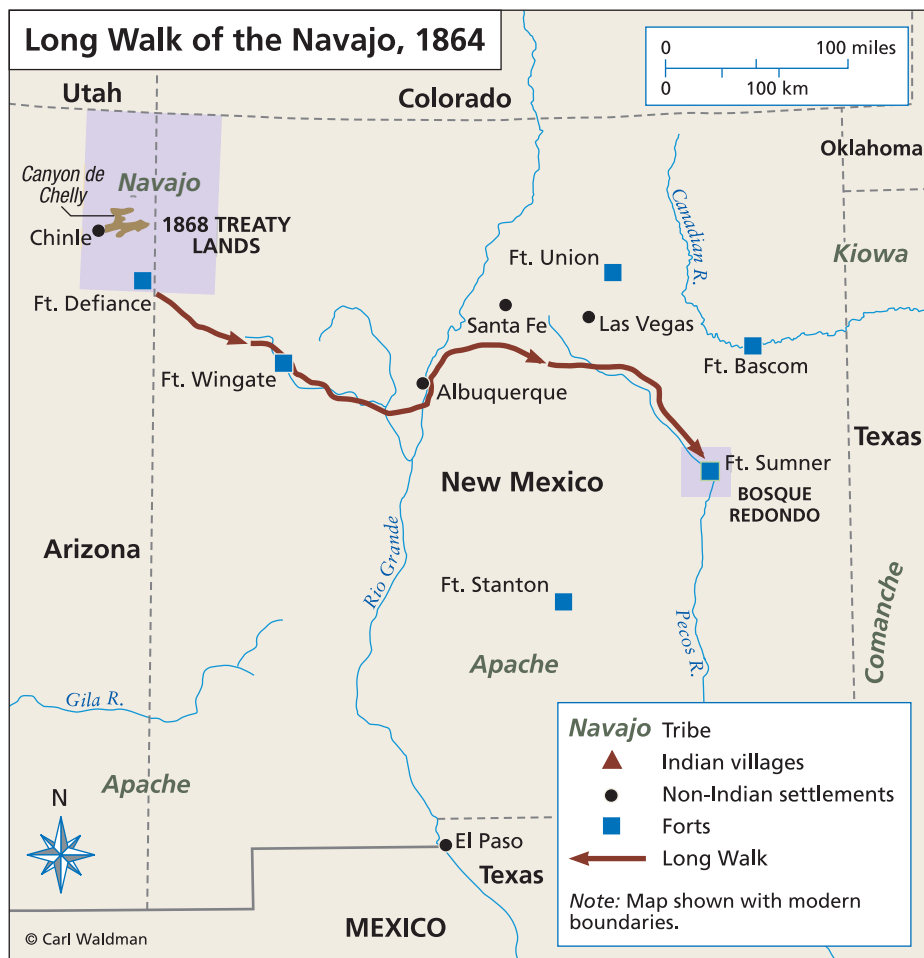 Long Walk of the Navajo, 1864
0 100 miles
0 100 km
Utah
Colorado
Oklahoma
Canyon de
Chelly
Navajo
Chinle
1868 TREATY
LANDS
Ft. Defiance
Ft. Union
Canadian R.
Kiowa
Santa Fe
Las Vegas
Ft. Wingate
Albuquerque
Ft. Bascom
Texas
New Mexico
Ft. Sumner
BOSQUE
REDONDO
Arizona
Rio Grande
Ft. Stanton
Pecos R.
Comanche
Apache
Gila R.
Apache
N
El Paso
Texas
MEXICO
Navajo Tribe
Indian villages
Non-Indian settlements
Forts
Long Walk
Note: Map shown with modern
boundaries.
© Carl Waldman